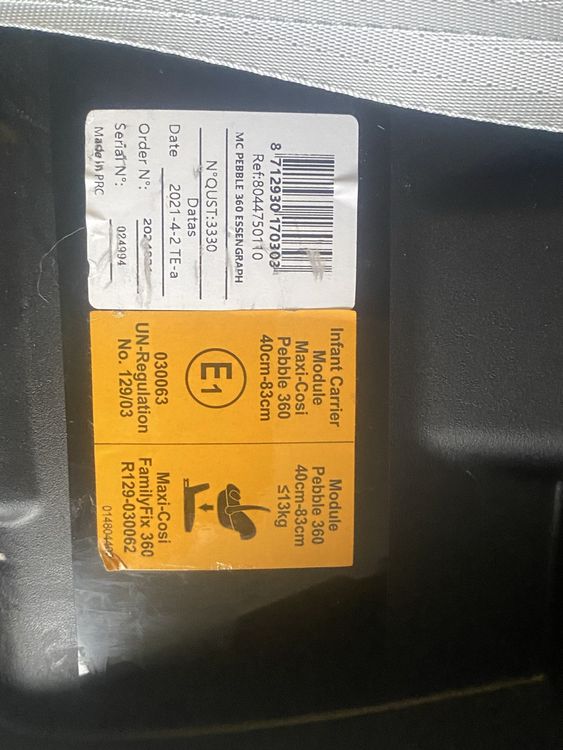 8 712930 170303
Ref:8044750110
MC PEBBLE 360 ESSENGRAPH
N°QUST:3330
Datas
Date 2021-4-2 TE-a
Order N°:
Serial N°: 024994
Made in PRC
Infant Carrier
Module
Maxi-Cosi
Pebble 360
40cm-83cm
E1
030063
UN-Regulation
No. 129/03
Module
Pebble 360
40cm-83cm
≤13kg
Maxi-Cosi
FamilyFix 360
R129-030062